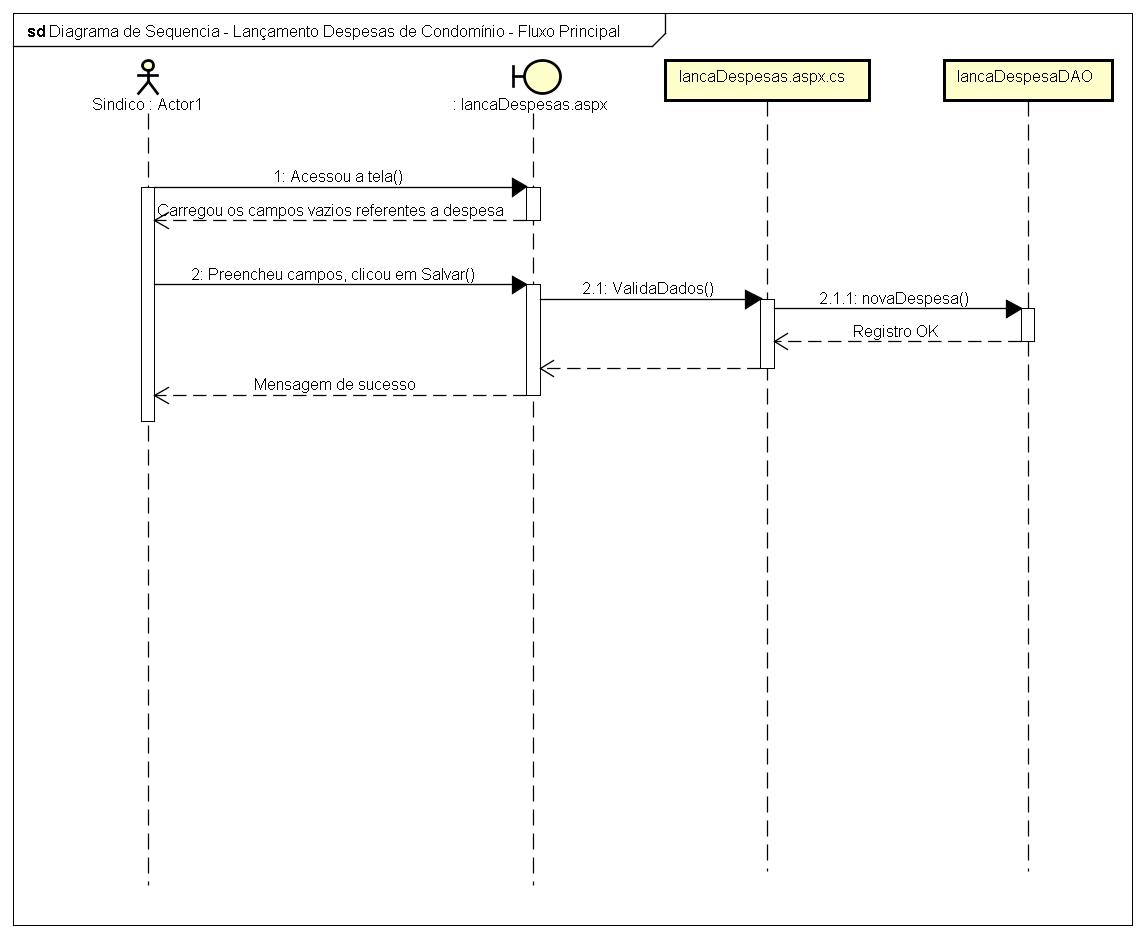 sd Diagrama de Sequencia - Lançamento Despesas de Condomínio - Fluxo Principal
Sindico : Actor1
: lancaDespesas.aspx
lancaDespesas.aspx.cs
lancaDespesaDAO
1: Acessou a tela()
Carregou os campos vazios referentes a despesa
2: Preencheu campos, clicou em Salvar()
2.1: ValidaDados()
2.1.1: novaDespesa()
Registro OK
Mensagem de sucesso